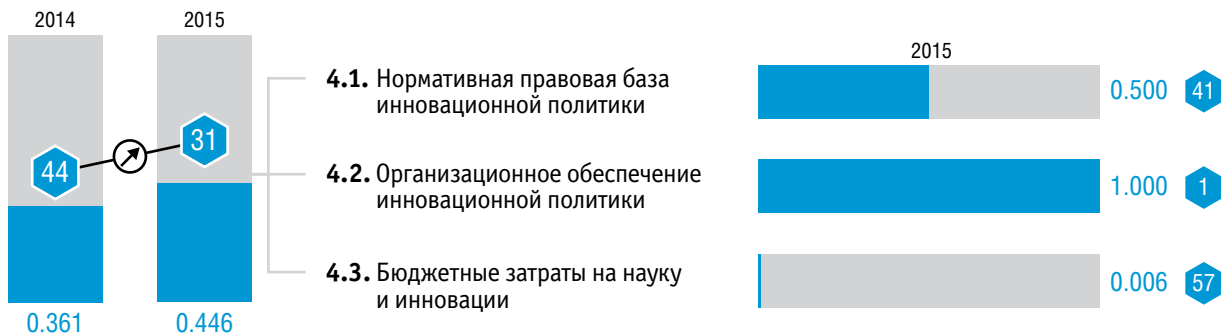 2014
2015
44
31
0.361
0.446
4.1. Нормативная правовая база
инновационной политики
4.2. Организационное обеспечение
инновационной политики
4.3. Бюджетные затраты на науку
и инновации
2015
0.500 41
1.000 1
0.006 57